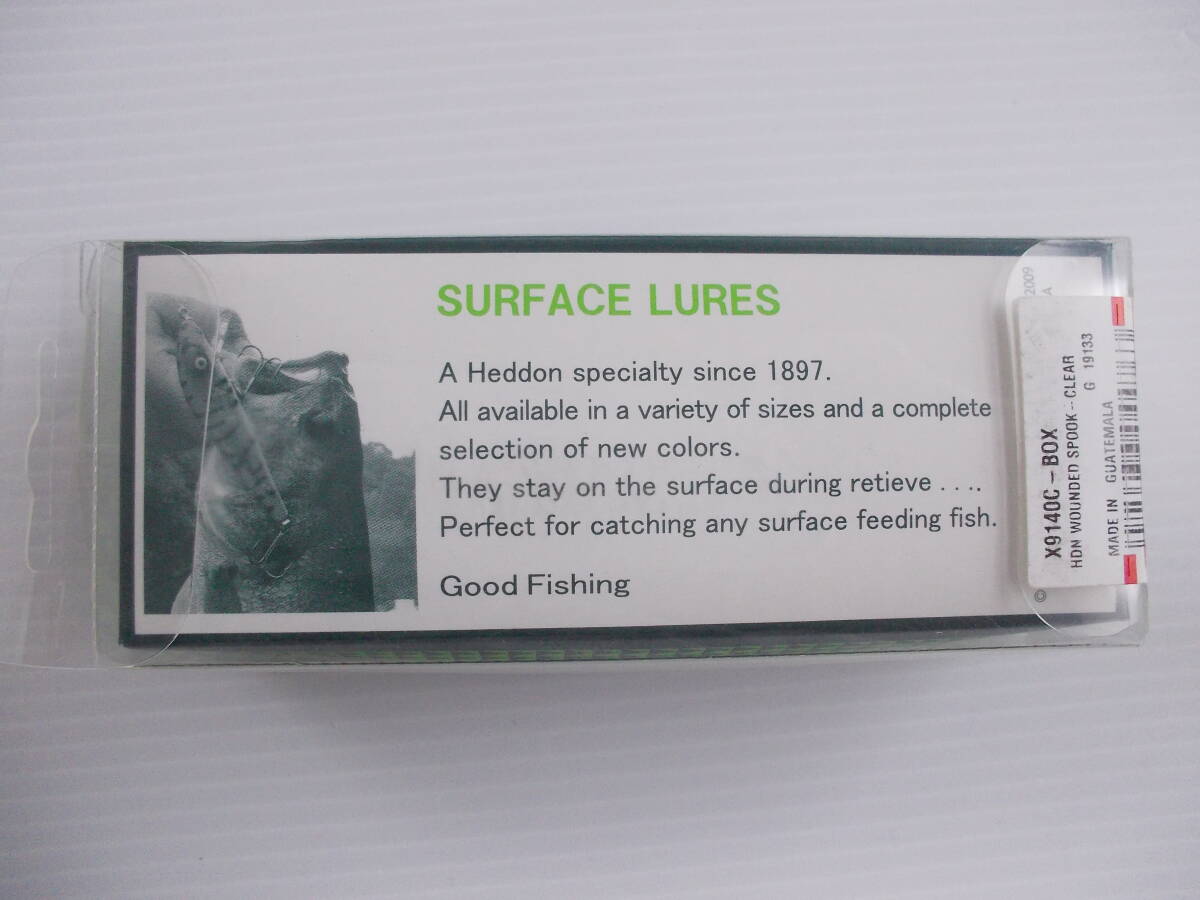 SURFACE LURES
A Heddon specialty since 1897.
All available in a variety of sizes and a complete
selection of new colors.
They stay on the surface during retieve . . . .
Perfect for catching any surface feeding fish.
Good Fishing
2009
A
©
X9140C - BOX
HDN WOUNDED SPOOK - CLEAR
G 19133
MADE IN GUATEMALA